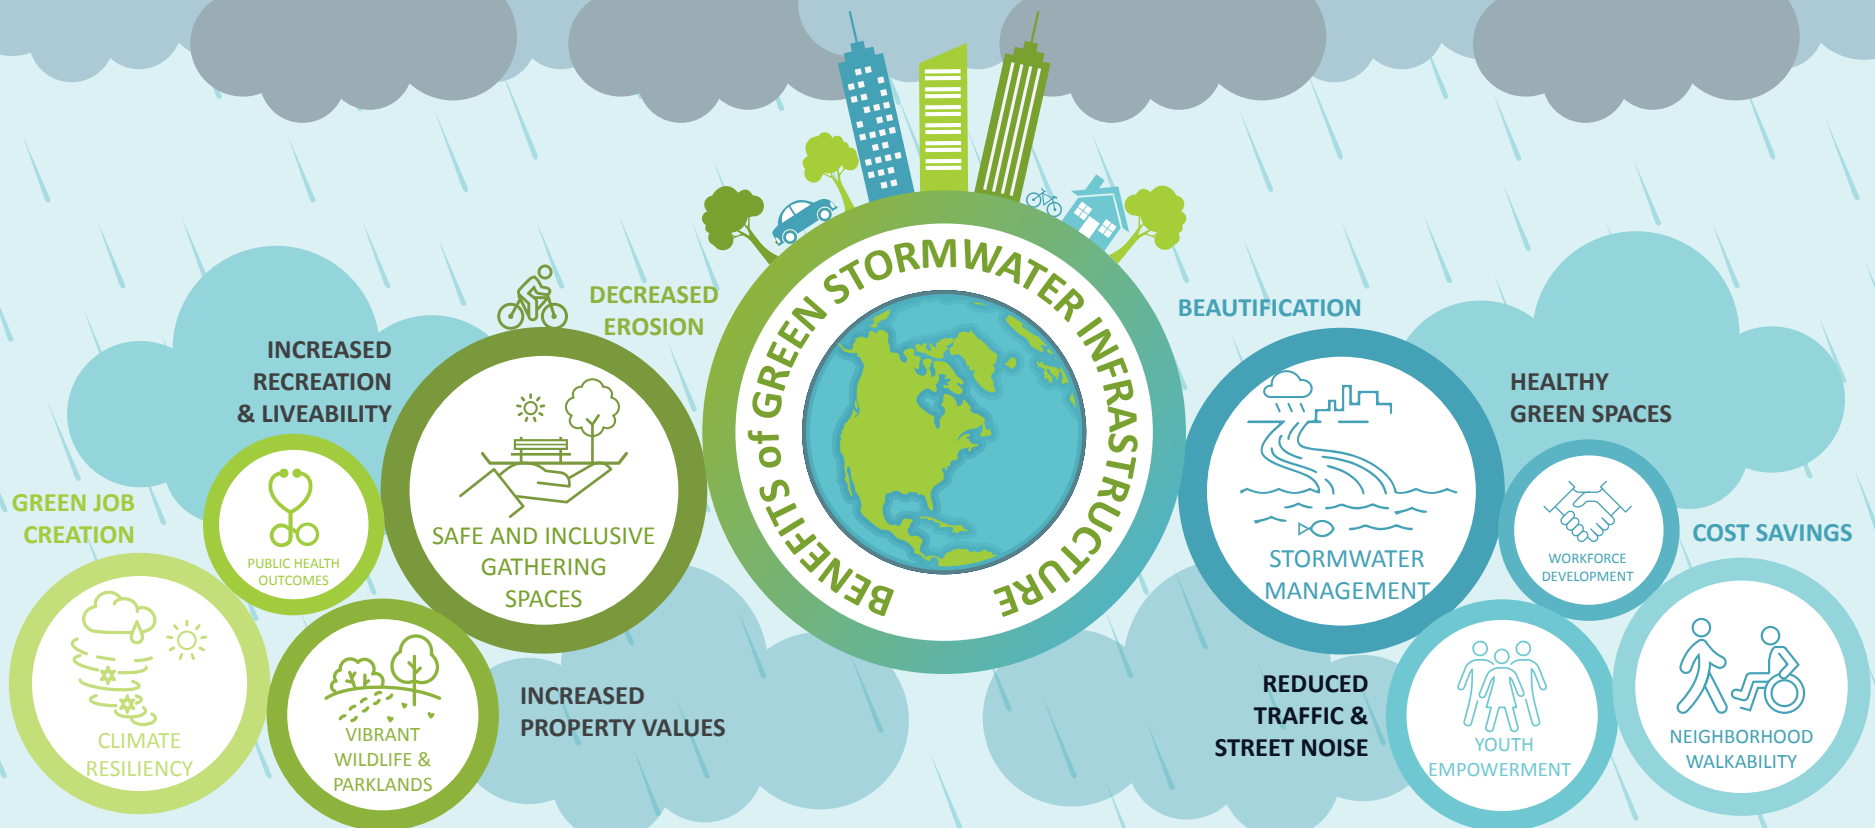 BENEFITS of GREEN STORMWATER INFRASTRUCTURE
DECREASED
EROSION
INCREASED
RECREATION
& LIVEABILITY
GREEN JOB
CREATION
PUBLIC HEALTH
OUTCOMES
SAFE AND INCLUSIVE
GATHERING
SPACES
CLIMATE
RESILIENCY
VIBRANT
WILDLIFE &
PARKLANDS
INCREASED
PROPERTY VALUES
BEAUTIFICATION
HEALTHY
GREEN SPACES
STORMWATER
MANAGEMENT
WORKFORCE
DEVELOPMENT
COST SAVINGS
REDUCED
TRAFFIC &
STREET NOISE
YOUTH
EMPOWERMENT
NEIGHBORHOOD
WALKABILITY